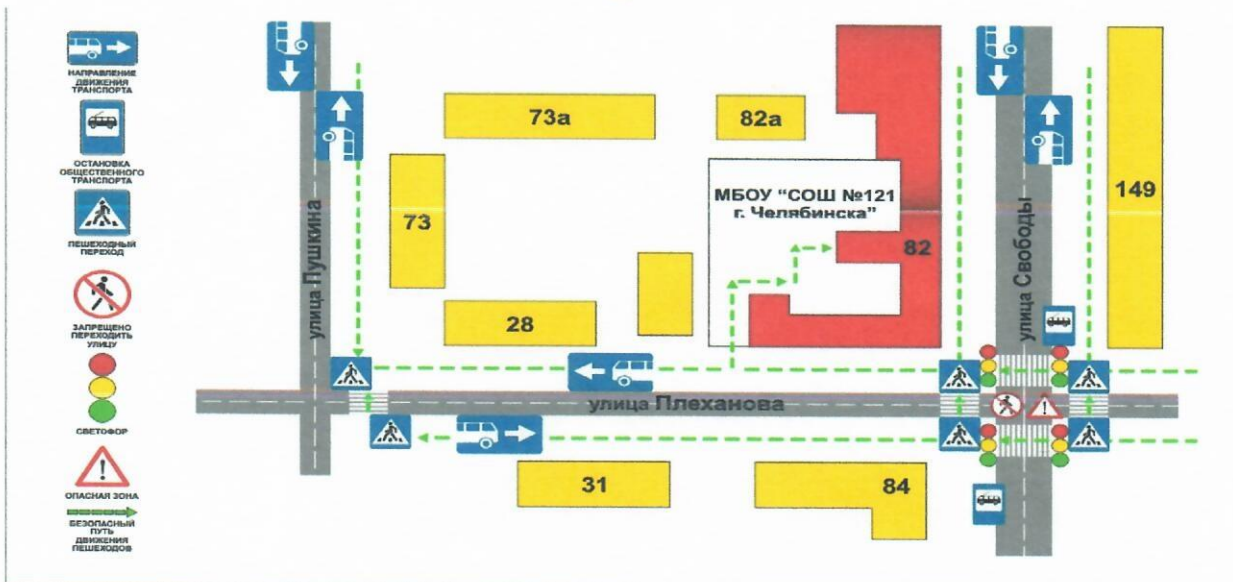 НАПРАВЛЕНИЕ
ДВИЖЕНИЯ
ТРАНСПОРТА
ОСТАНОВКА
ОБЩЕСТВЕННОГО
ТРАНСПОРТА
ПЕШЕХОДНЫЙ
ПЕРЕХОД
ЗАПРЕЩЕНО
ПЕРЕХОДИТЬ
УЛИЦУ
СВЕТОФОР
ОПАСНАЯ ЗОНА
БЕЗОПАСНЫЙ
ПУТЬ
ДВИЖЕНИЯ
ПЕШЕХОДОВ
улица Пушкина
73а
82а
73
28
МБОУ “СОШ №121
г. Челябинска”
82
улица Свободы
149
улица Плеханова
31
84